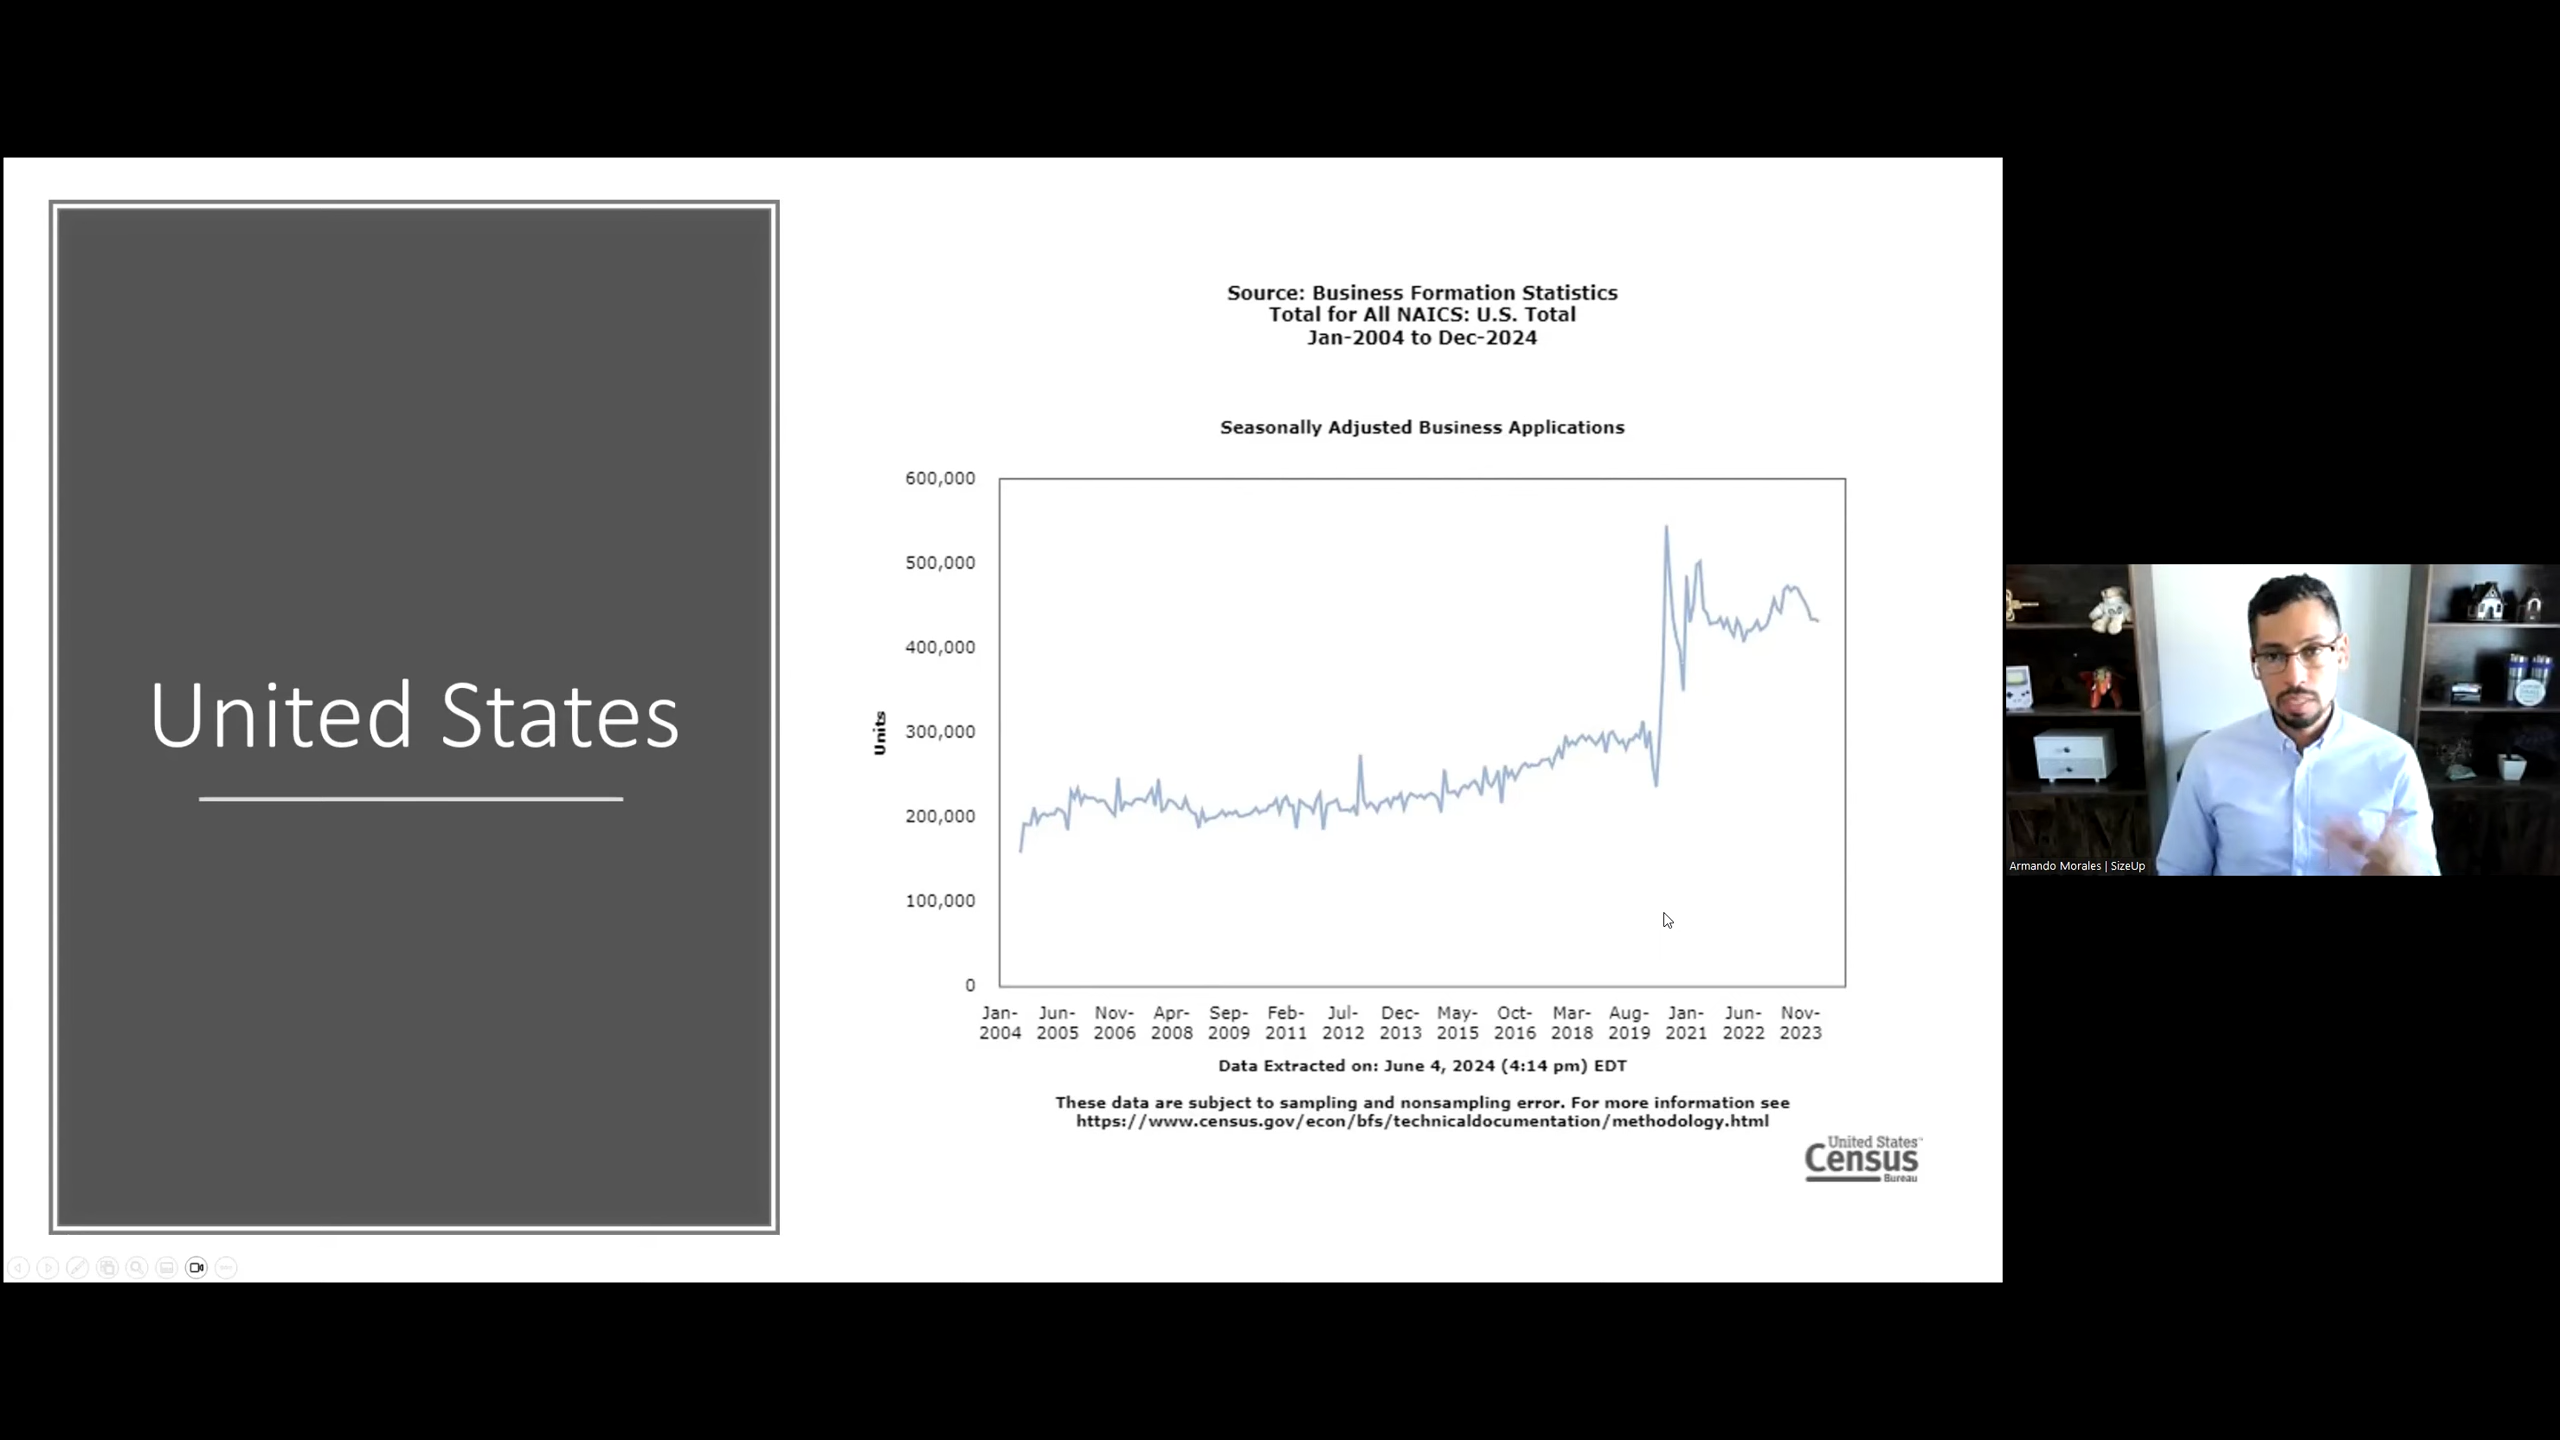 United States
Source: Business Formation Statistics
Total for All NAICS: U.S. Total
Jan-2004 to Dec-2024
Seasonally Adjusted Business Applications
Units
600,000
500,000
400,000
300,000
200,000
100,000
0
Jan- Jun- Nov- Apr- Sep- Feb- Jul- Dec- May- Oct- Mar- Aug- Jan- Jun- Nov-
2004 2005 2006 2008 2009 2011 2012 2013 2015 2016 2018 2019 2021 2022 2023
Data Extracted on: June 4, 2024 (4:14 pm) EDT
These data are subject to sampling and nonsampling error. For more information see
https://www.census.gov/econ/bfs/technicaldocumentation/methodology.html
United States™
Census
Bureau
Armando Morales | SizeUp